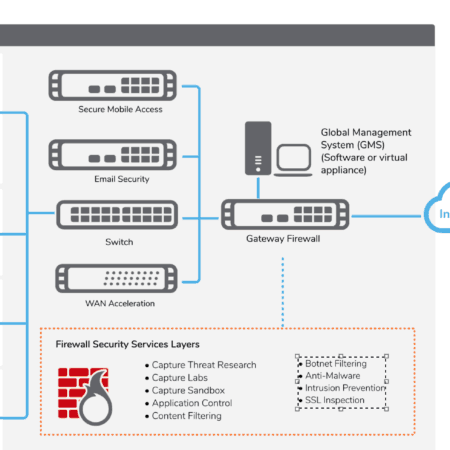 Secure Mobile Access
Global Management
System (GMS)
(Software or virtual
appliance)
Email Security
In
Switch
Gateway Firewall
WAN Acceleration
Firewall Security Services Layers
• Capture Threat Research
• Capture Labs
• Capture Sandbox
• Application Control
• Content Filtering
• Botnet Filtering
• Anti-Malware
• Intrusion Prevention
• SSL Inspection